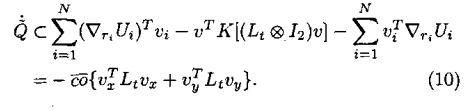 $\dot{\tilde{Q}} \subset \sum_{i=1}^{N} (\nabla_{r_i} U_i)^T v_i - v^T K[(L_t \otimes I_2)v] - \sum_{i=1}^{N} v_i^T \nabla_{r_i} U_i$
$= - \overline{co}\{v_x^T L_t v_x + v_y^T L_t v_y\}.$ (10)